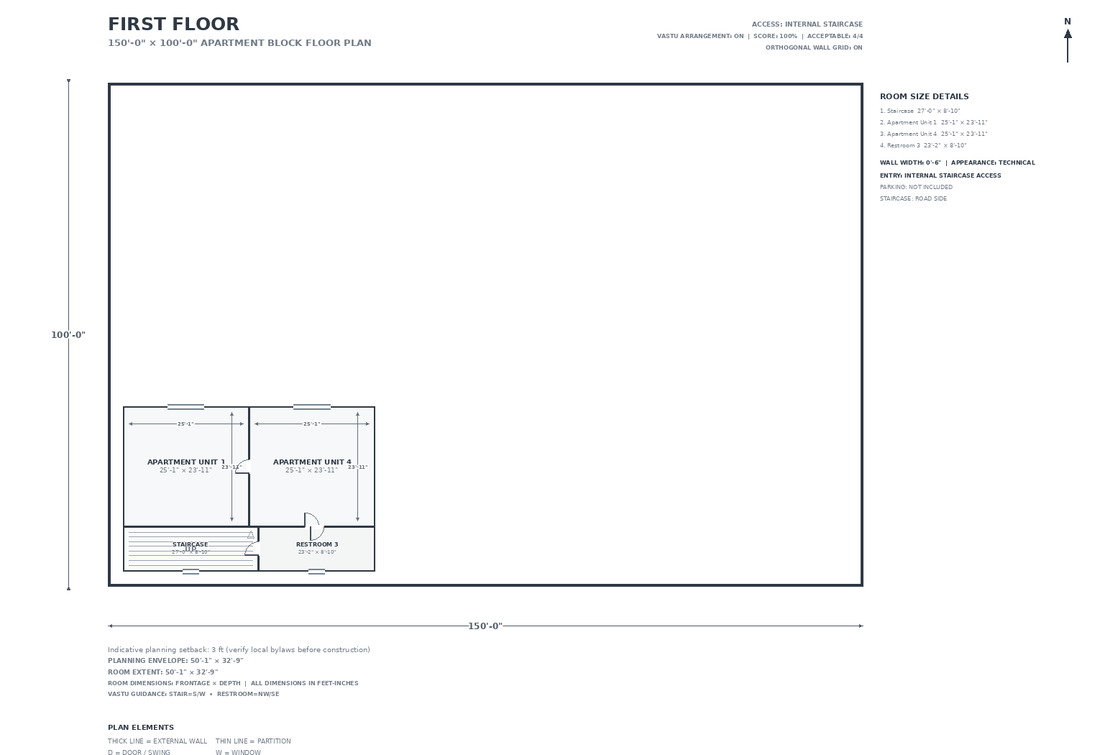 FIRST FLOOR
150'-0" × 100'-0" APARTMENT BLOCK FLOOR PLAN
ACCESS: INTERNAL STAIRCASE
VASTU ARRANGEMENT: ON | SCORE: 100% | ACCEPTABLE: 4/4
ORTHOGONAL WALL GRID: ON
N
ROOM SIZE DETAILS
1. Staircase 27'-0" × 8'-10"
2. Apartment Unit 1 25'-1" × 23'-11"
3. Apartment Unit 4 25'-1" × 23'-11"
4. Restroom 3 23'-2" × 8'-10"
WALL WIDTH: 0'-6" | APPEARANCE: TECHNICAL
ENTRY: INTERNAL STAIRCASE ACCESS
PARKING: NOT INCLUDED
STAIRCASE: ROAD SIDE
100'-0"
25'-1"
25'-1"
APARTMENT UNIT 1
25'-1" × 23'-11"
23'-11"
APARTMENT UNIT 4
25'-1" × 23'-11"
23'-11"
STAIRCASE
27'-0" × 8'-10"
UP
RESTROOM 3
23'-2" × 8'-10"
150'-0"
Indicative planning setback: 3 ft (verify local bylaws before construction)
PLANNING ENVELOPE: 50'-1" × 32'-9"
ROOM EXTENT: 50'-1" × 32'-9"
ROOM DIMENSIONS: FRONTAGE × DEPTH | ALL DIMENSIONS IN FEET-INCHES
VASTU GUIDANCE: STAIR=S/W • RESTROOM=NW/SE
PLAN ELEMENTS
THICK LINE = EXTERNAL WALL THIN LINE = PARTITION
D = DOOR / SWING W = WINDOW